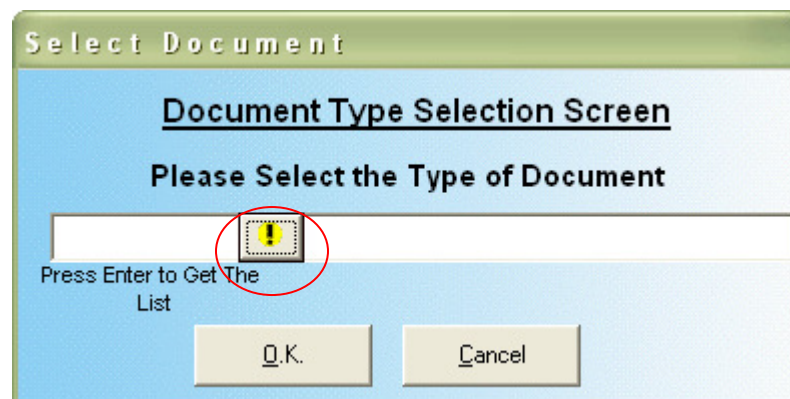 Select Document
Document Type Selection Screen
Please Select the Type of Document
!
Press Enter to Get The
List
O.K.
Cancel